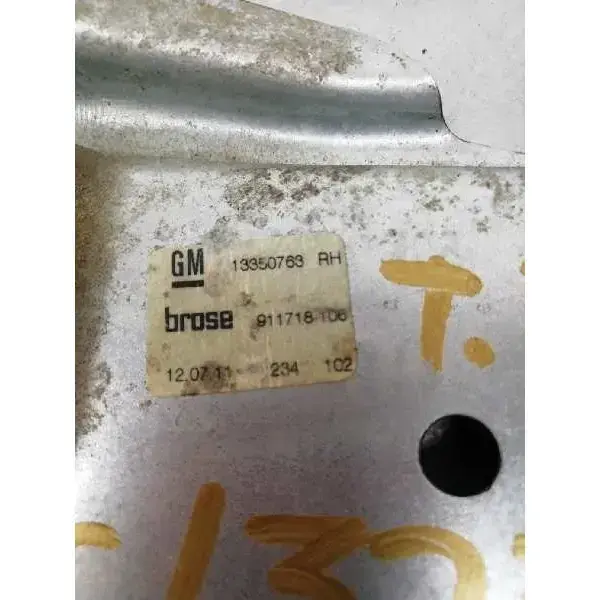 GM 13350763 RH
brose 911718 106
12.07.11 234 102
T.